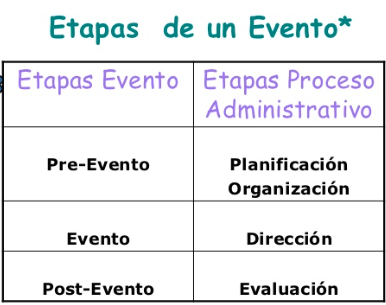 Etapas de un Evento*
Etapas Evento
Etapas Proceso
Administrativo
Pre-Evento
Planificación
Organización
Evento
Dirección
Post-Evento
Evaluación